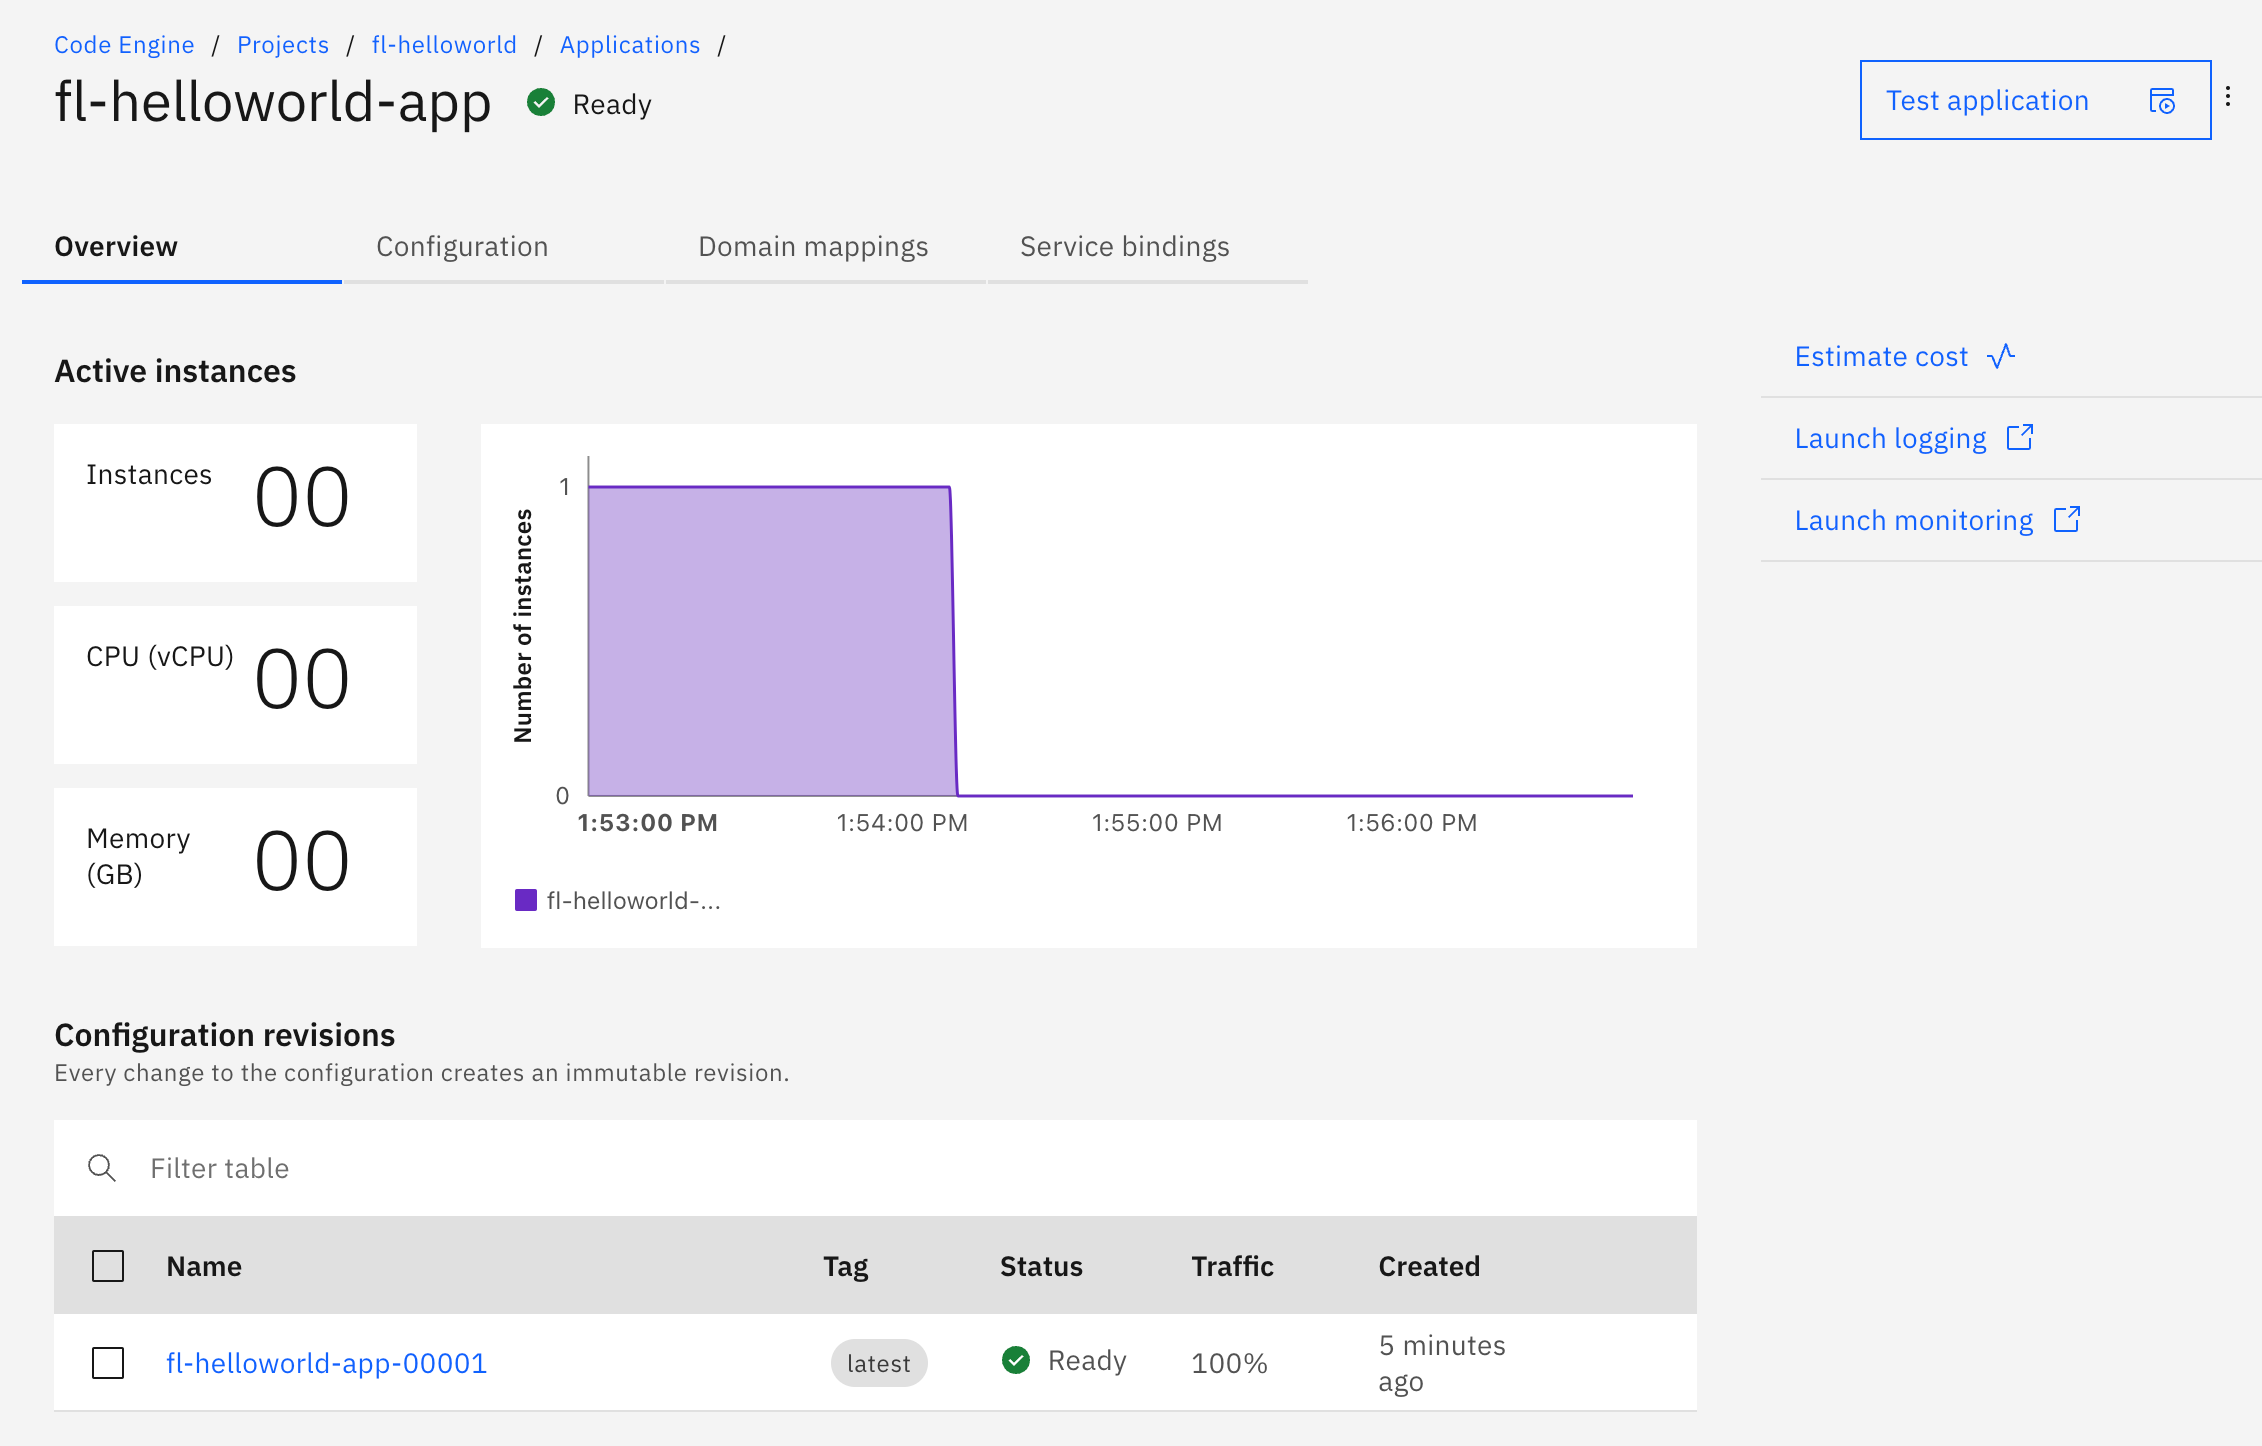 Code Engine / Projects / fl-helloworld / Applications /
fl-helloworld-app Ready
Test application
Overview Configuration Domain mappings Service bindings
Active instances
Estimate cost
Launch logging
Launch monitoring
Instances 00
CPU (vCPU) 00
Memory
(GB) 00
Number of instances
1
0
1:53:00 PM 1:54:00 PM 1:55:00 PM 1:56:00 PM
fl-helloworld-...
Configuration revisions
Every change to the configuration creates an immutable revision.
Filter table
Name Tag Status Traffic Created
fl-helloworld-app-00001 latest Ready 100% 5 minutes
ago